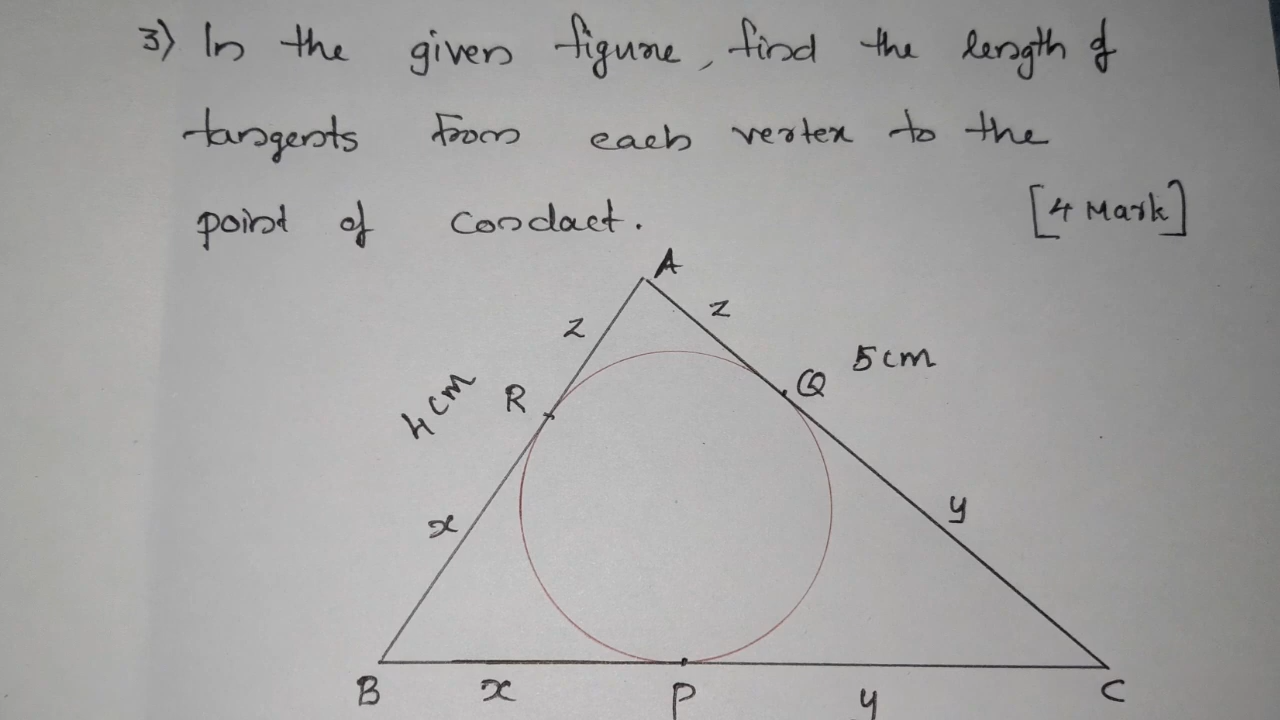 3) In the given figure, find the length of
tangents from each vertex to the
point of condact.
[4 Mark]
A
z z
5cm
Q
4cm
R
x
y
B x P y C